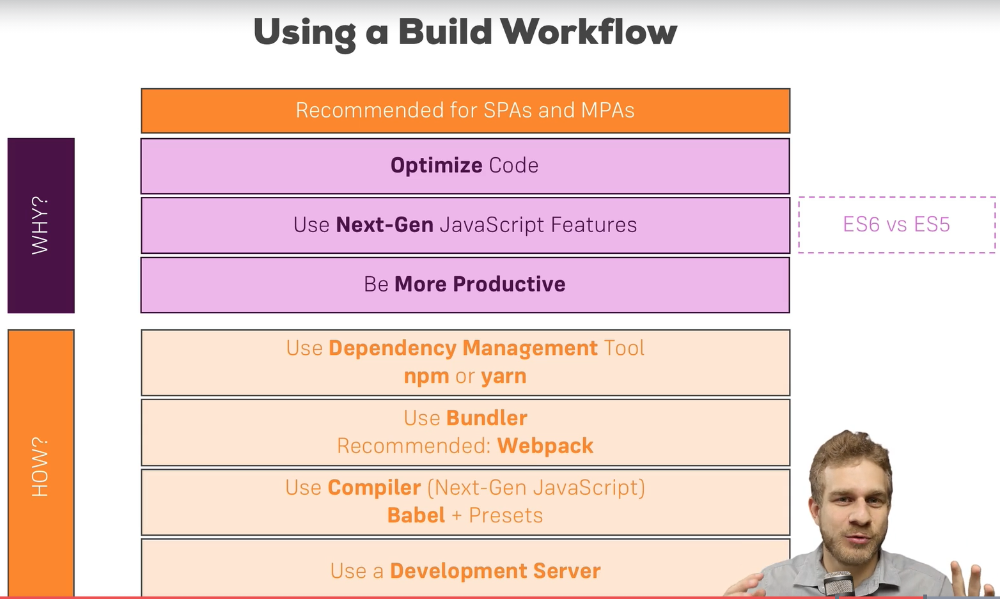 Using a Build Workflow
Recommended for SPAs and MPAs
WHY?
Optimize Code
Use Next-Gen JavaScript Features
ES6 vs ES5
Be More Productive
HOW?
Use Dependency Management Tool
npm or yarn
Use Bundler
Recommended: Webpack
Use Compiler (Next-Gen JavaScript)
Babel + Presets
Use a Development Server